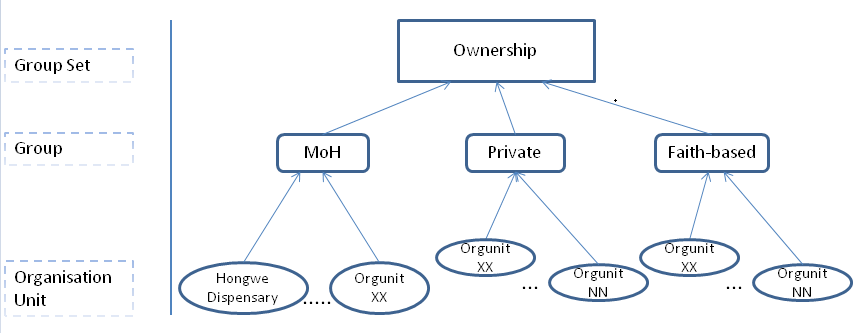 Ownership
Group Set
Group
MoH
Private
Faith-based
Organisation
Unit
Hongwe
Dispensary
.....
Orgunit
XX
Orgunit
XX
...
Orgunit
NN
Orgunit
XX
...
Orgunit
NN